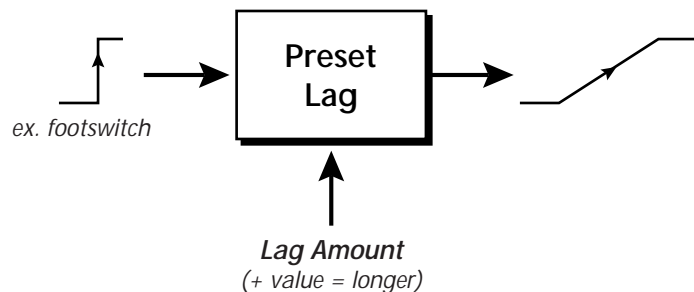 Preset
Lag
ex. footswitch
Lag Amount
(+ value = longer)